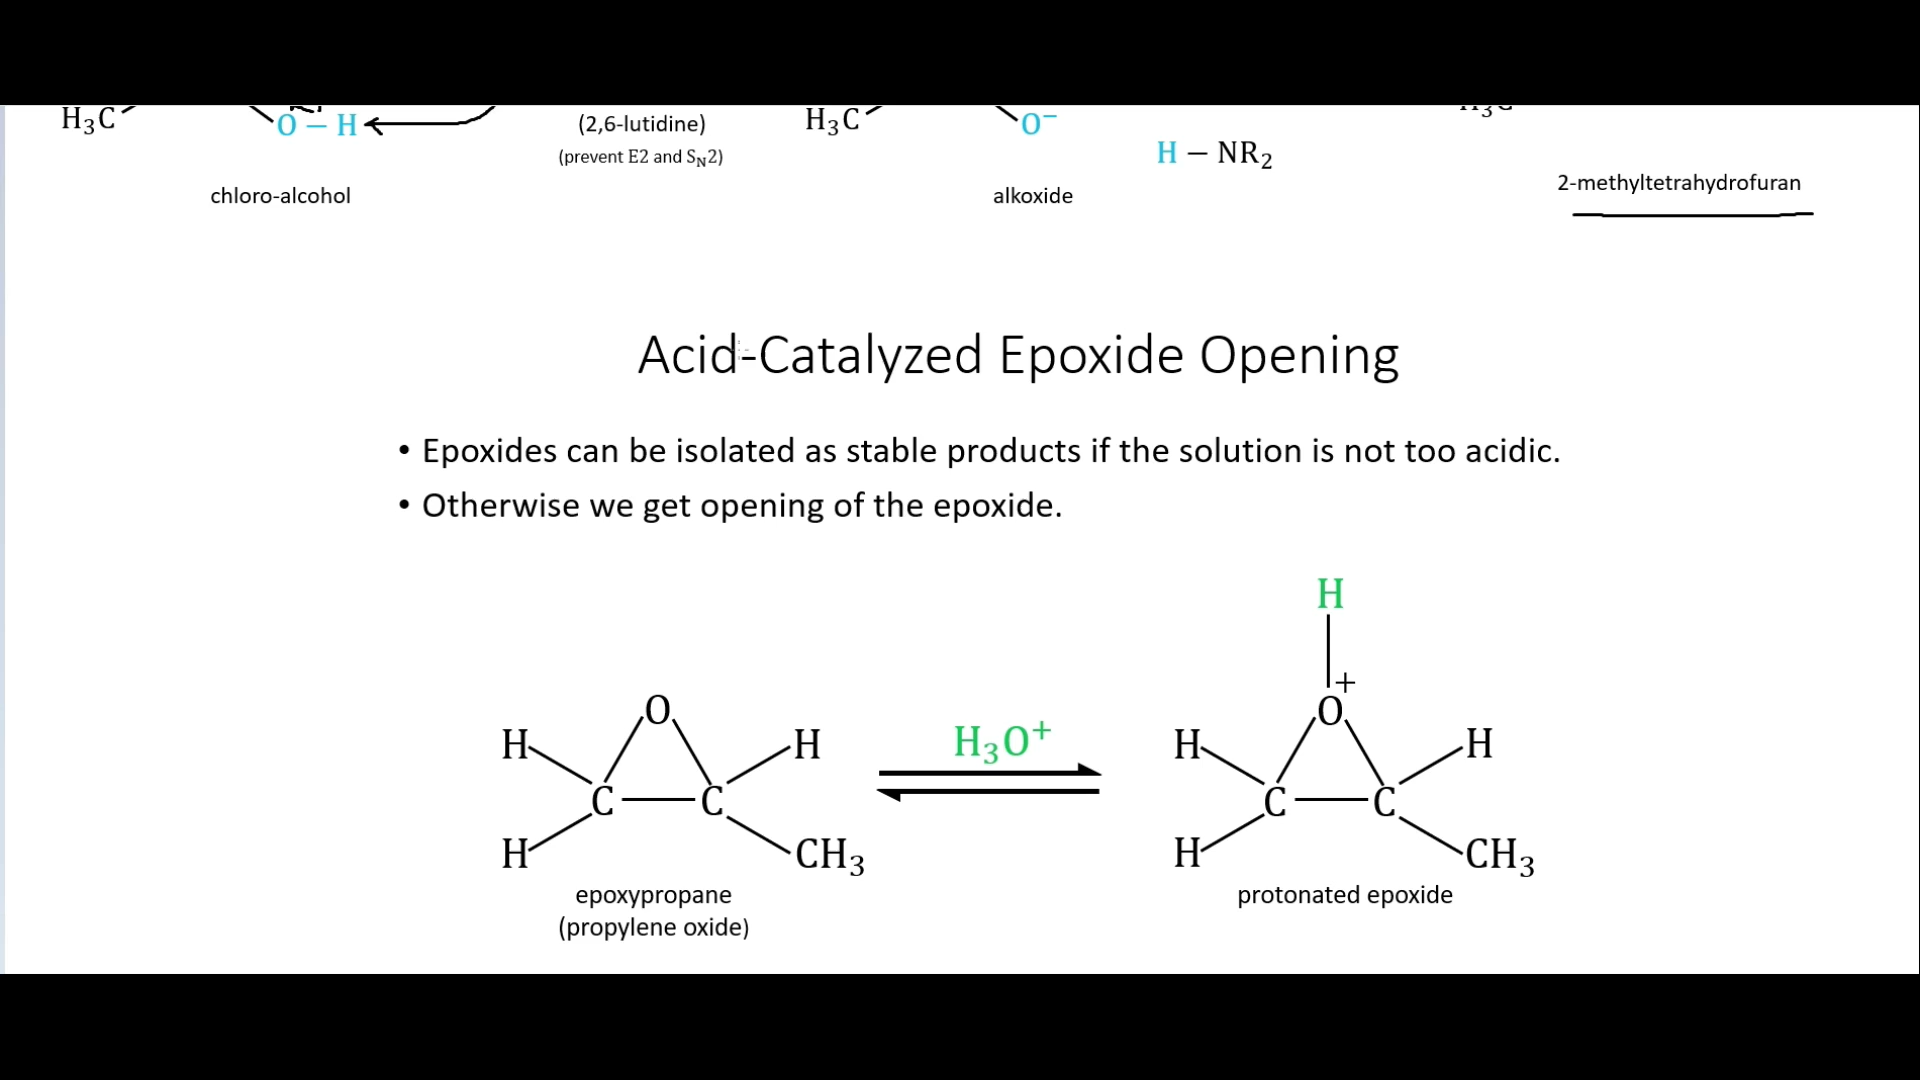 H₃C
O – H
(2,6-lutidine)
(prevent E2 and S_N2)
chloro-alcohol
H₃C
O⁻
alkoxide
H – NR₂
2-methyltetrahydrofuran
Acid-Catalyzed Epoxide Opening
• Epoxides can be isolated as stable products if the solution is not too acidic.
• Otherwise we get opening of the epoxide.
O
H
H
C
C
H
CH₃
epoxypropane
(propylene oxide)
H₃O⁺
H
+
O
H
H
C
C
H
CH₃
protonated epoxide